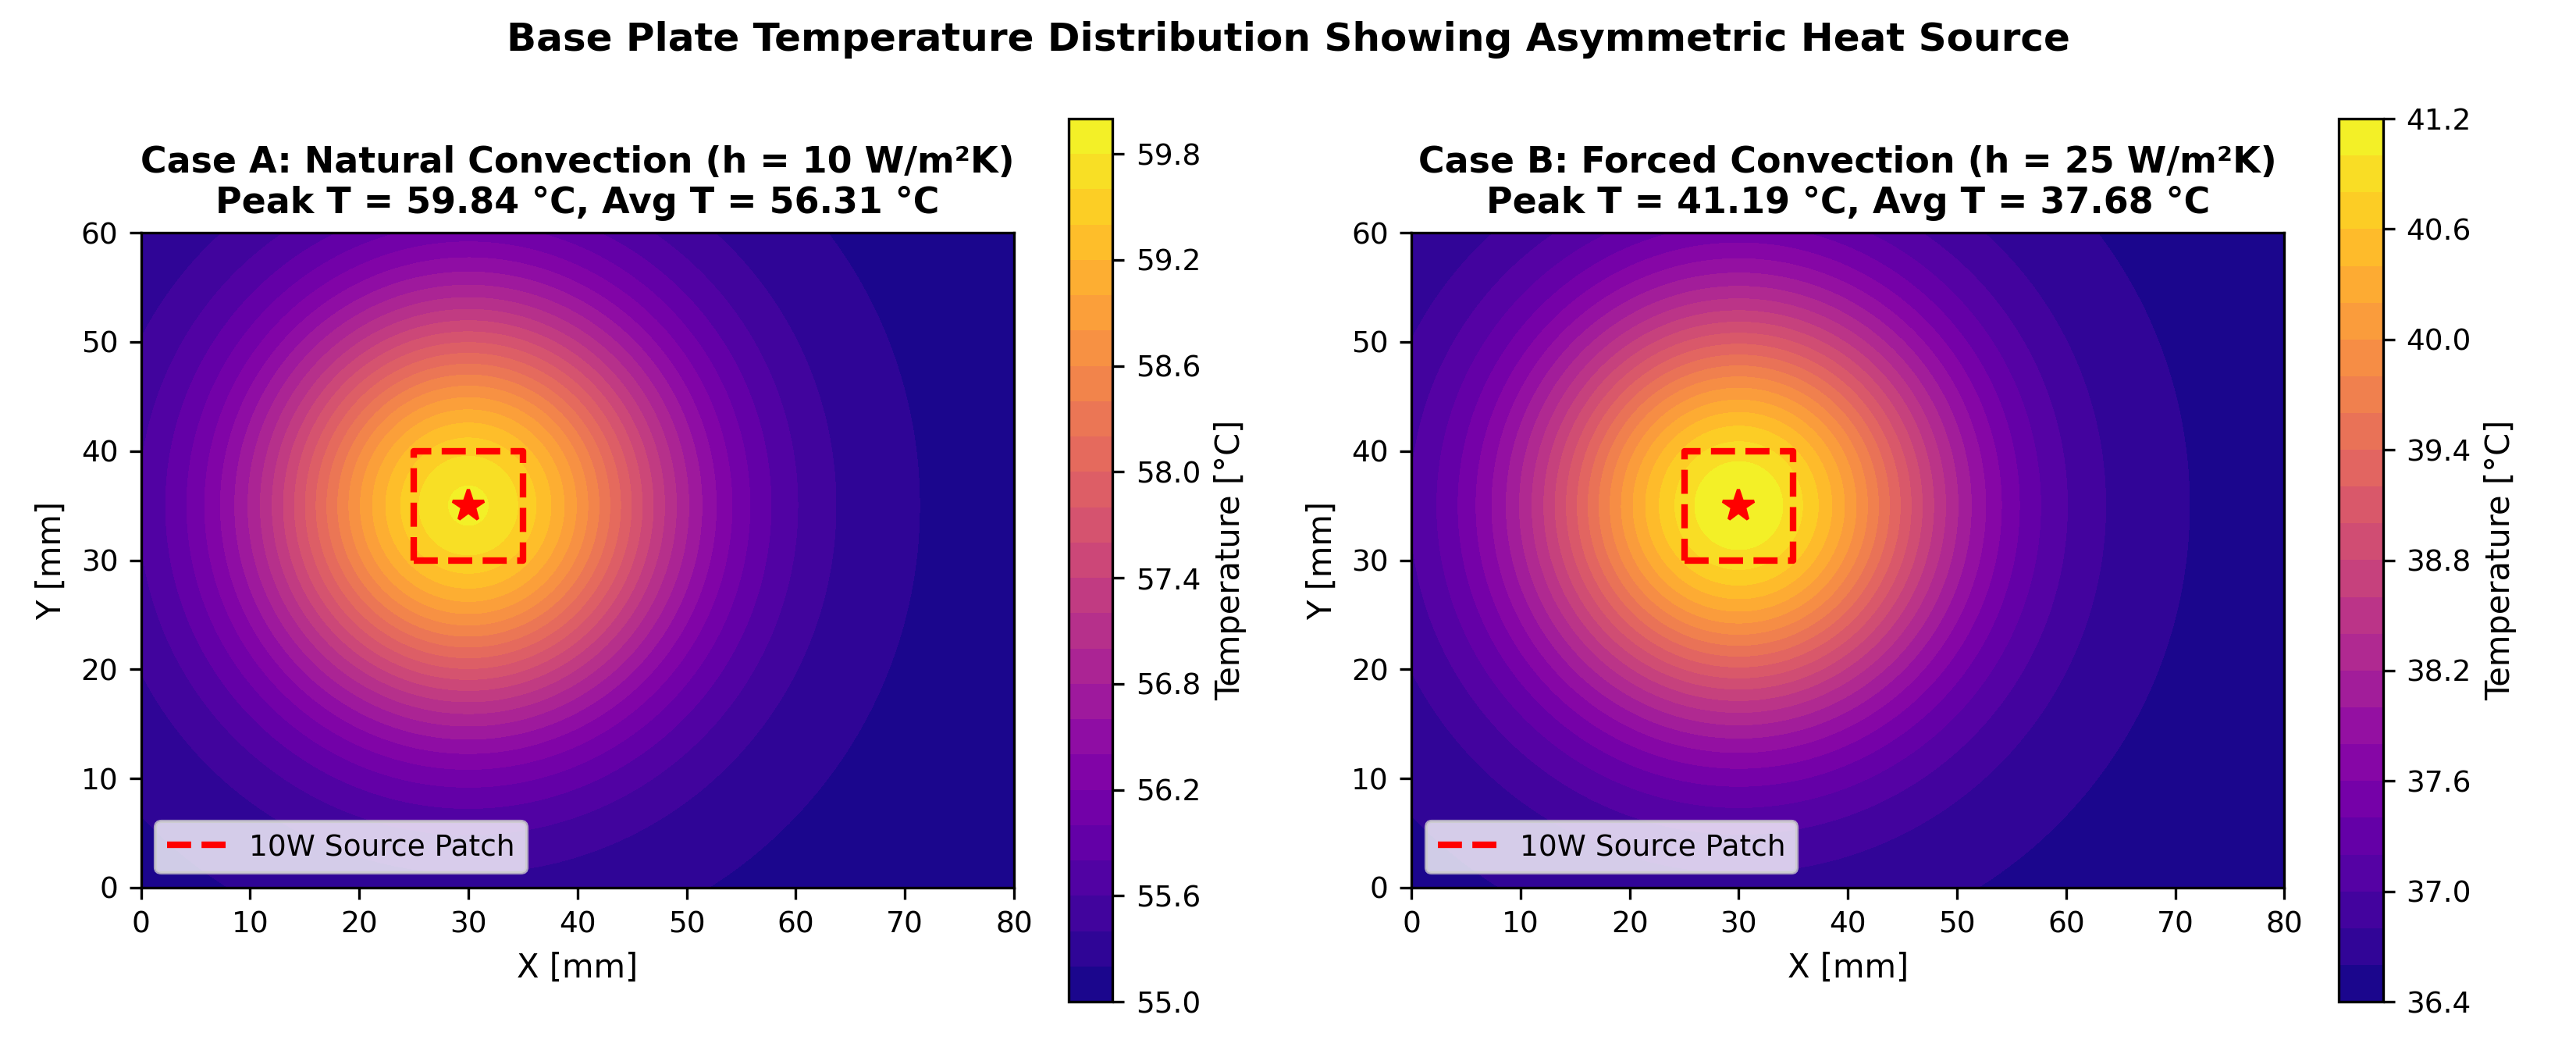 Base Plate Temperature Distribution Showing Asymmetric Heat Source
Case A: Natural Convection (h = 10 W/m²K)
Peak T = 59.84 °C, Avg T = 56.31 °C
60
50
40
30
20
10
0
Y [mm]
0 10 20 30 40 50 60 70 80
X [mm]
10W Source Patch
59.8
59.2
58.6
58.0
57.4
56.8
56.2
55.6
55.0
Temperature [°C]
Case B: Forced Convection (h = 25 W/m²K)
Peak T = 41.19 °C, Avg T = 37.68 °C
60
50
40
30
20
10
0
Y [mm]
0 10 20 30 40 50 60 70 80
X [mm]
10W Source Patch
41.2
40.6
40.0
39.4
38.8
38.2
37.6
37.0
36.4
Temperature [°C]